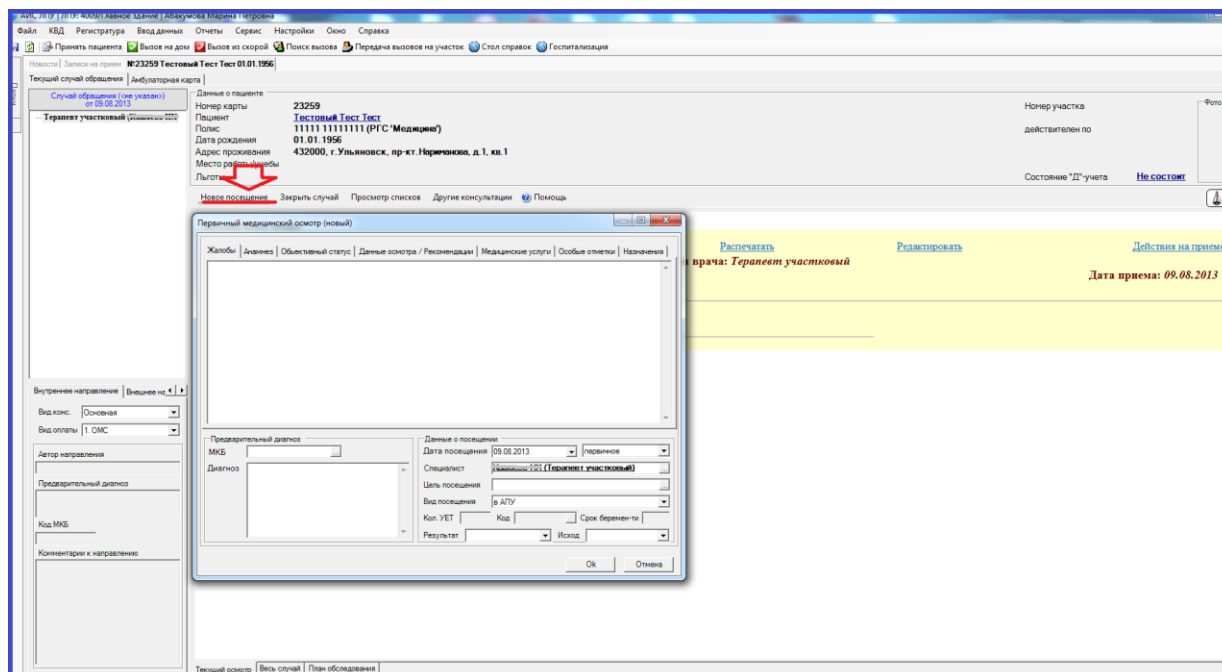 АИС ЛПУ | ЛПУ: 4009/Главное здание | Абакумова Марина Петровна
Файл КВД Регистратура Ввод данных Отчеты Сервис Настройки Окно Справка
Принять пациента Вызов на дом Вызов из скорой Поиск вызова Передача вызовов на участок Стол справок Госпитализация
Новости Записи на прием №23259 Тестовый Тест Тест 01.01.1956
Текущий случай обращения Амбулаторная карта
Случай обращения (<не указан>)
от 09.08.2013
Терапевт участковый
Данные о пациенте
Номер карты 23259
Пациент Тестовый Тест Тест
Полис 11111 11111111 (РГС "Медицина")
Дата рождения 01.01.1956
Адрес проживания 432000, г.Ульяновск, пр-кт.Нариманова, д.1, кв.1
Место работы/учебы
Номер участка
действителен по
Состояние "Д"-учета Не состоит
Фото
Новое посещение Закрыть случай Просмотр списков Другие консультации Помощь
Первичный медицинский осмотр (новый)
Жалобы Анамнез Объективный статус Данные осмотра / Рекомендации Медицинские услуги Особые отметки Назначения
Распечатать Редактировать Действия на прием
врача: Терапевт участковый
Дата приема: 09.08.2013
Внутреннее направление Внешнее на
Вид конс. Основная
Вид оплаты 1. ОМС
Автор направления
Предварительный диагноз
Код МКБ
Комментарии к направлению
Предварительный диагноз
МКБ
Диагноз
Данные о посещении
Дата посещения 09.08.2013 первичное
Специалист (Терапевт участковый)
Цель посещения
Вид посещения в АПУ
Кол. УЕТ Код Срок беремен-ти
Результат Исход
Ok Отмена
Текущий осмотр Весь случай План обследования